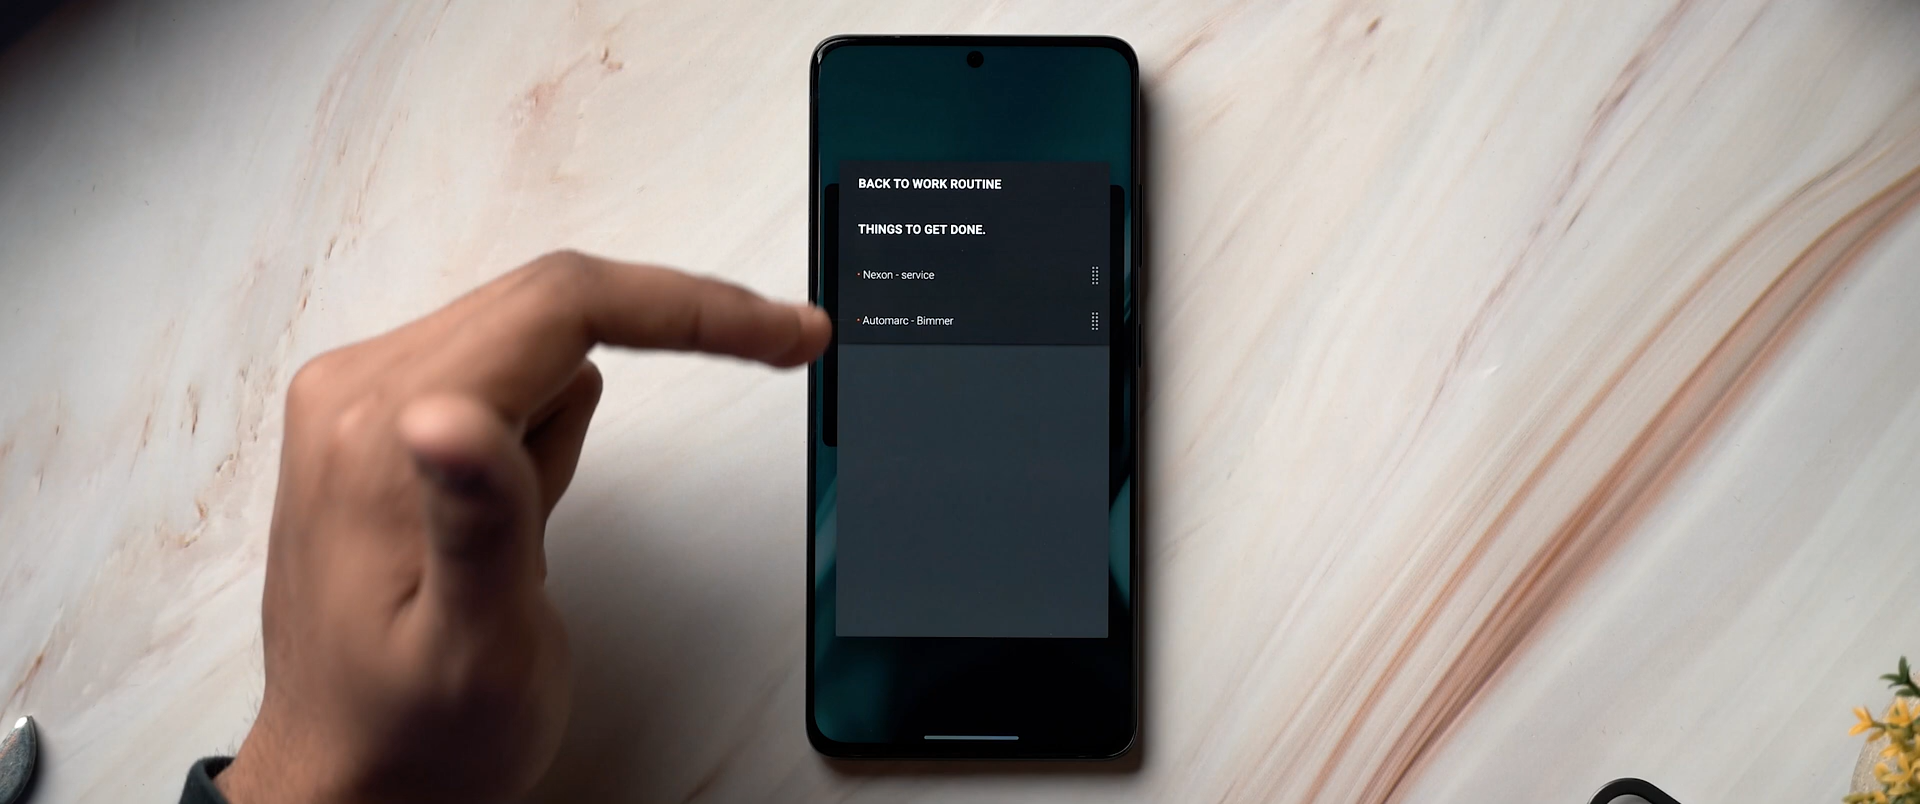 BACK TO WORK ROUTINE
THINGS TO GET DONE.
• Nexon - service
• Automarc - Bimmer